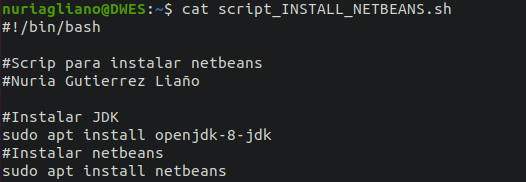 nuriagliano@DWES:~$ cat script_INSTALL_NETBEANS.sh
#!/bin/bash
#Scrip para instalar netbeans
#Nuria Gutierrez Liaño
#Instalar JDK
sudo apt install openjdk-8-jdk
#Instalar netbeans
sudo apt install netbeans